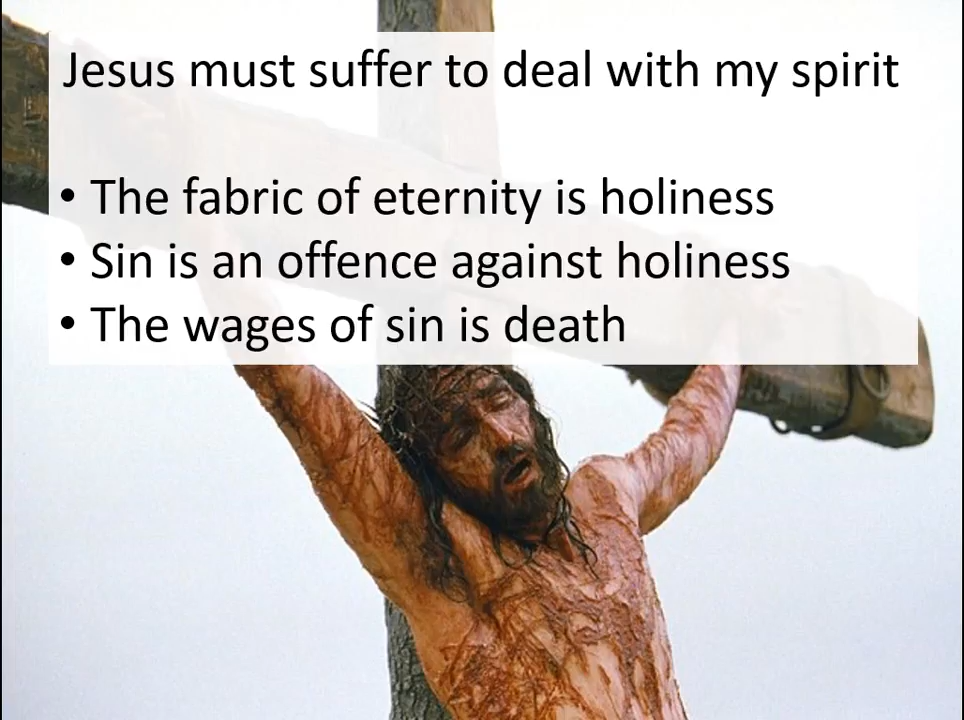 Jesus must suffer to deal with my spirit
• The fabric of eternity is holiness
• Sin is an offence against holiness
• The wages of sin is death